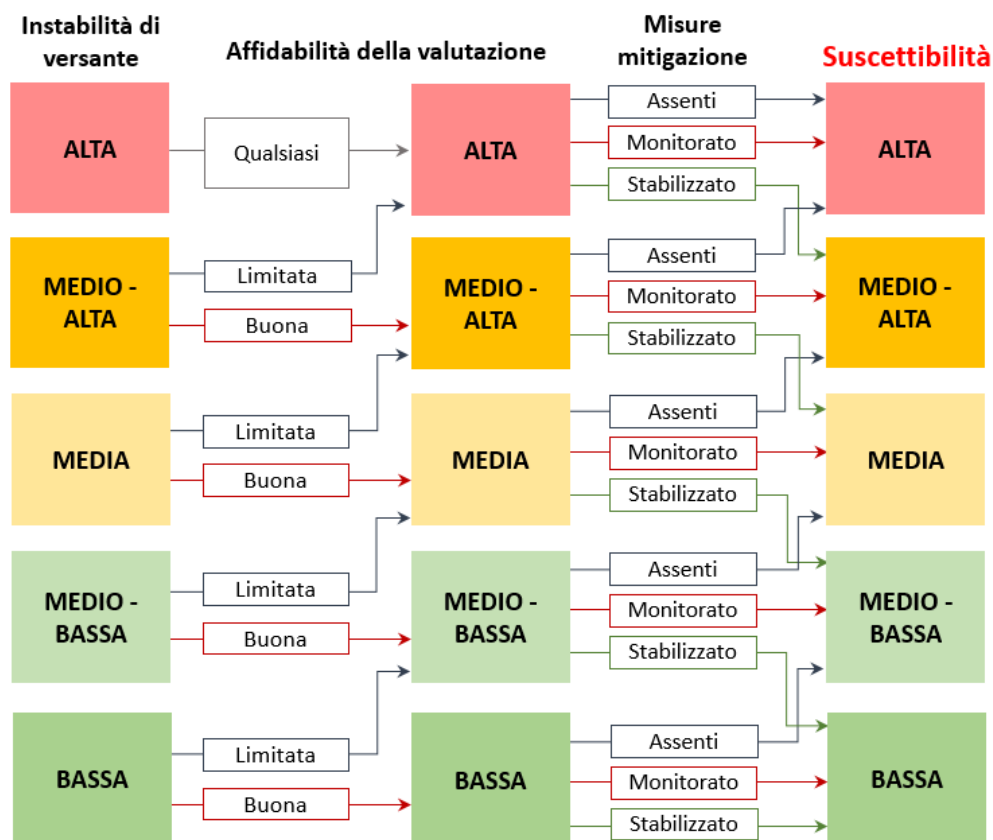 Instabilità di
versante
Affidabilità della valutazione
Misure
mitigazione
Suscettibilità
ALTA
Qualsiasi
ALTA
Assenti
Monitorato
Stabilizzato
ALTA
MEDIO -
ALTA
Limitata
Buona
MEDIO -
ALTA
Assenti
Monitorato
Stabilizzato
MEDIO -
ALTA
MEDIA
Limitata
Buona
MEDIA
Assenti
Monitorato
Stabilizzato
MEDIA
MEDIO -
BASSA
Limitata
Buona
MEDIO -
BASSA
Assenti
Monitorato
Stabilizzato
MEDIO -
BASSA
BASSA
Limitata
Buona
BASSA
Assenti
Monitorato
Stabilizzato
BASSA